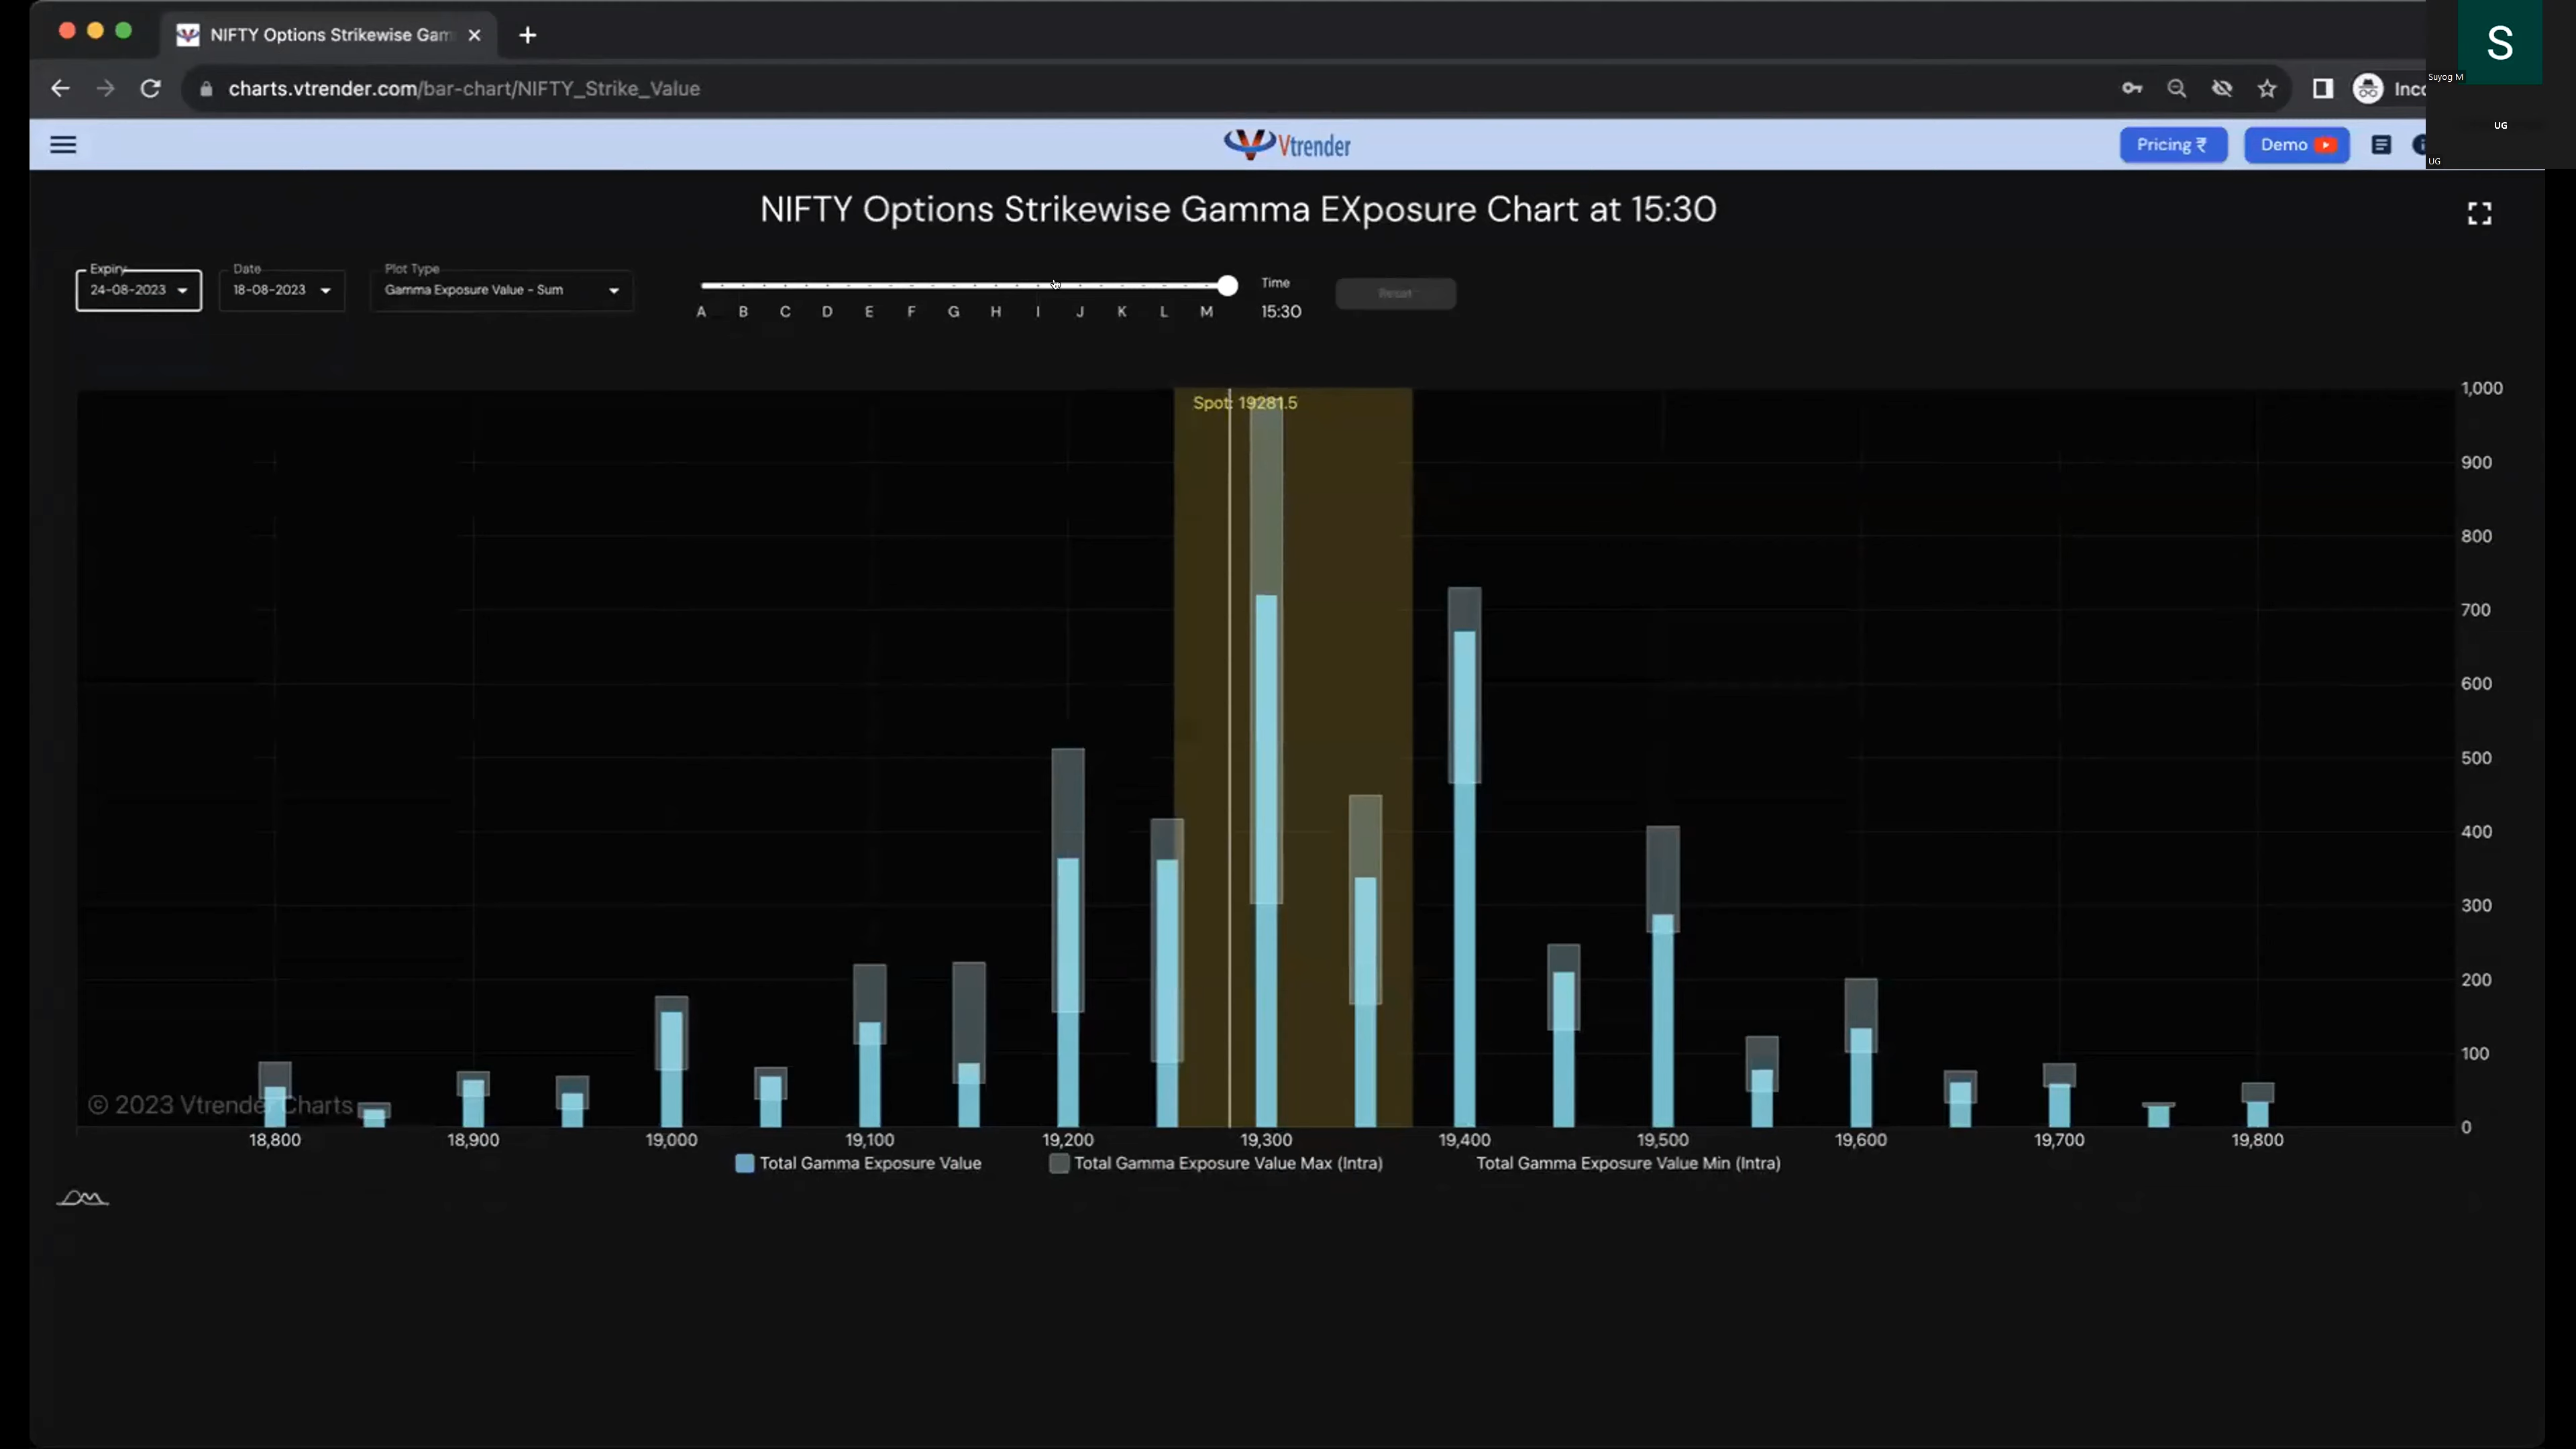 NIFTY Options Strikewise Gam
charts.vtrender.com/bar-chart/NIFTY_Strike_Value
Inc
S
Suyog M
UG
UG
Vtrender
Pricing ₹
Demo
NIFTY Options Strikewise Gamma EXposure Chart at 15:30
Expiry
24-08-2023
Date
18-08-2023
Plot Type
Gamma Exposure Value - Sum
A B C D E F G H I J K L M
Time
15:30
Reset
Spot: 19281.5
1,000
900
800
700
600
500
400
300
200
100
0
© 2023 Vtrender Charts
18,800 18,900 19,000 19,100 19,200 19,300 19,400 19,500 19,600 19,700 19,800
Total Gamma Exposure Value Total Gamma Exposure Value Max (Intra) Total Gamma Exposure Value Min (Intra)